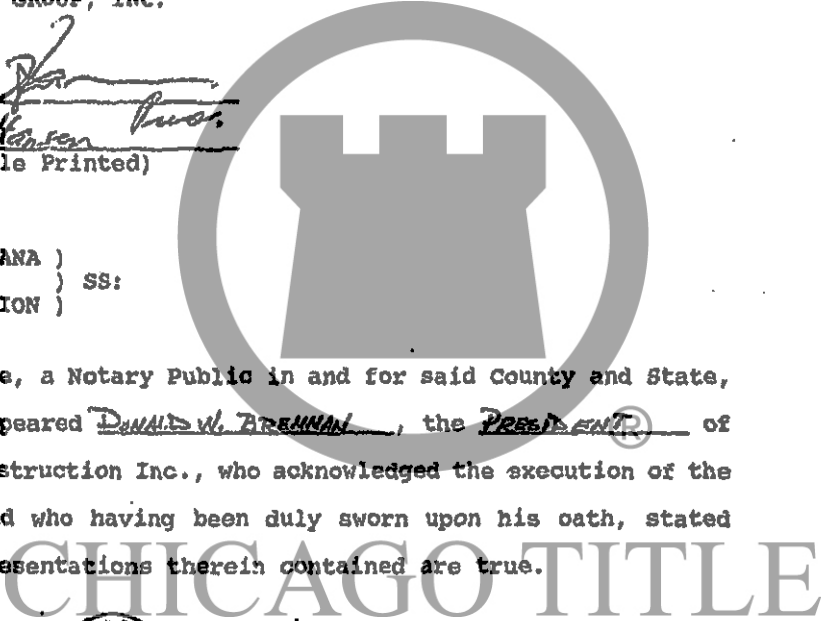 GROUP, INC.
Pres.
le Printed)
ANA )
) SS:
ION )
e, a Notary Public in and for said County and State,
peared DONALD W. BRENNAN, the PRESIDENT of
struction Inc., who acknowledged the execution of the
d who having been duly sworn upon his oath, stated
esentations therein contained are true.
CHICAGO TITLE
®